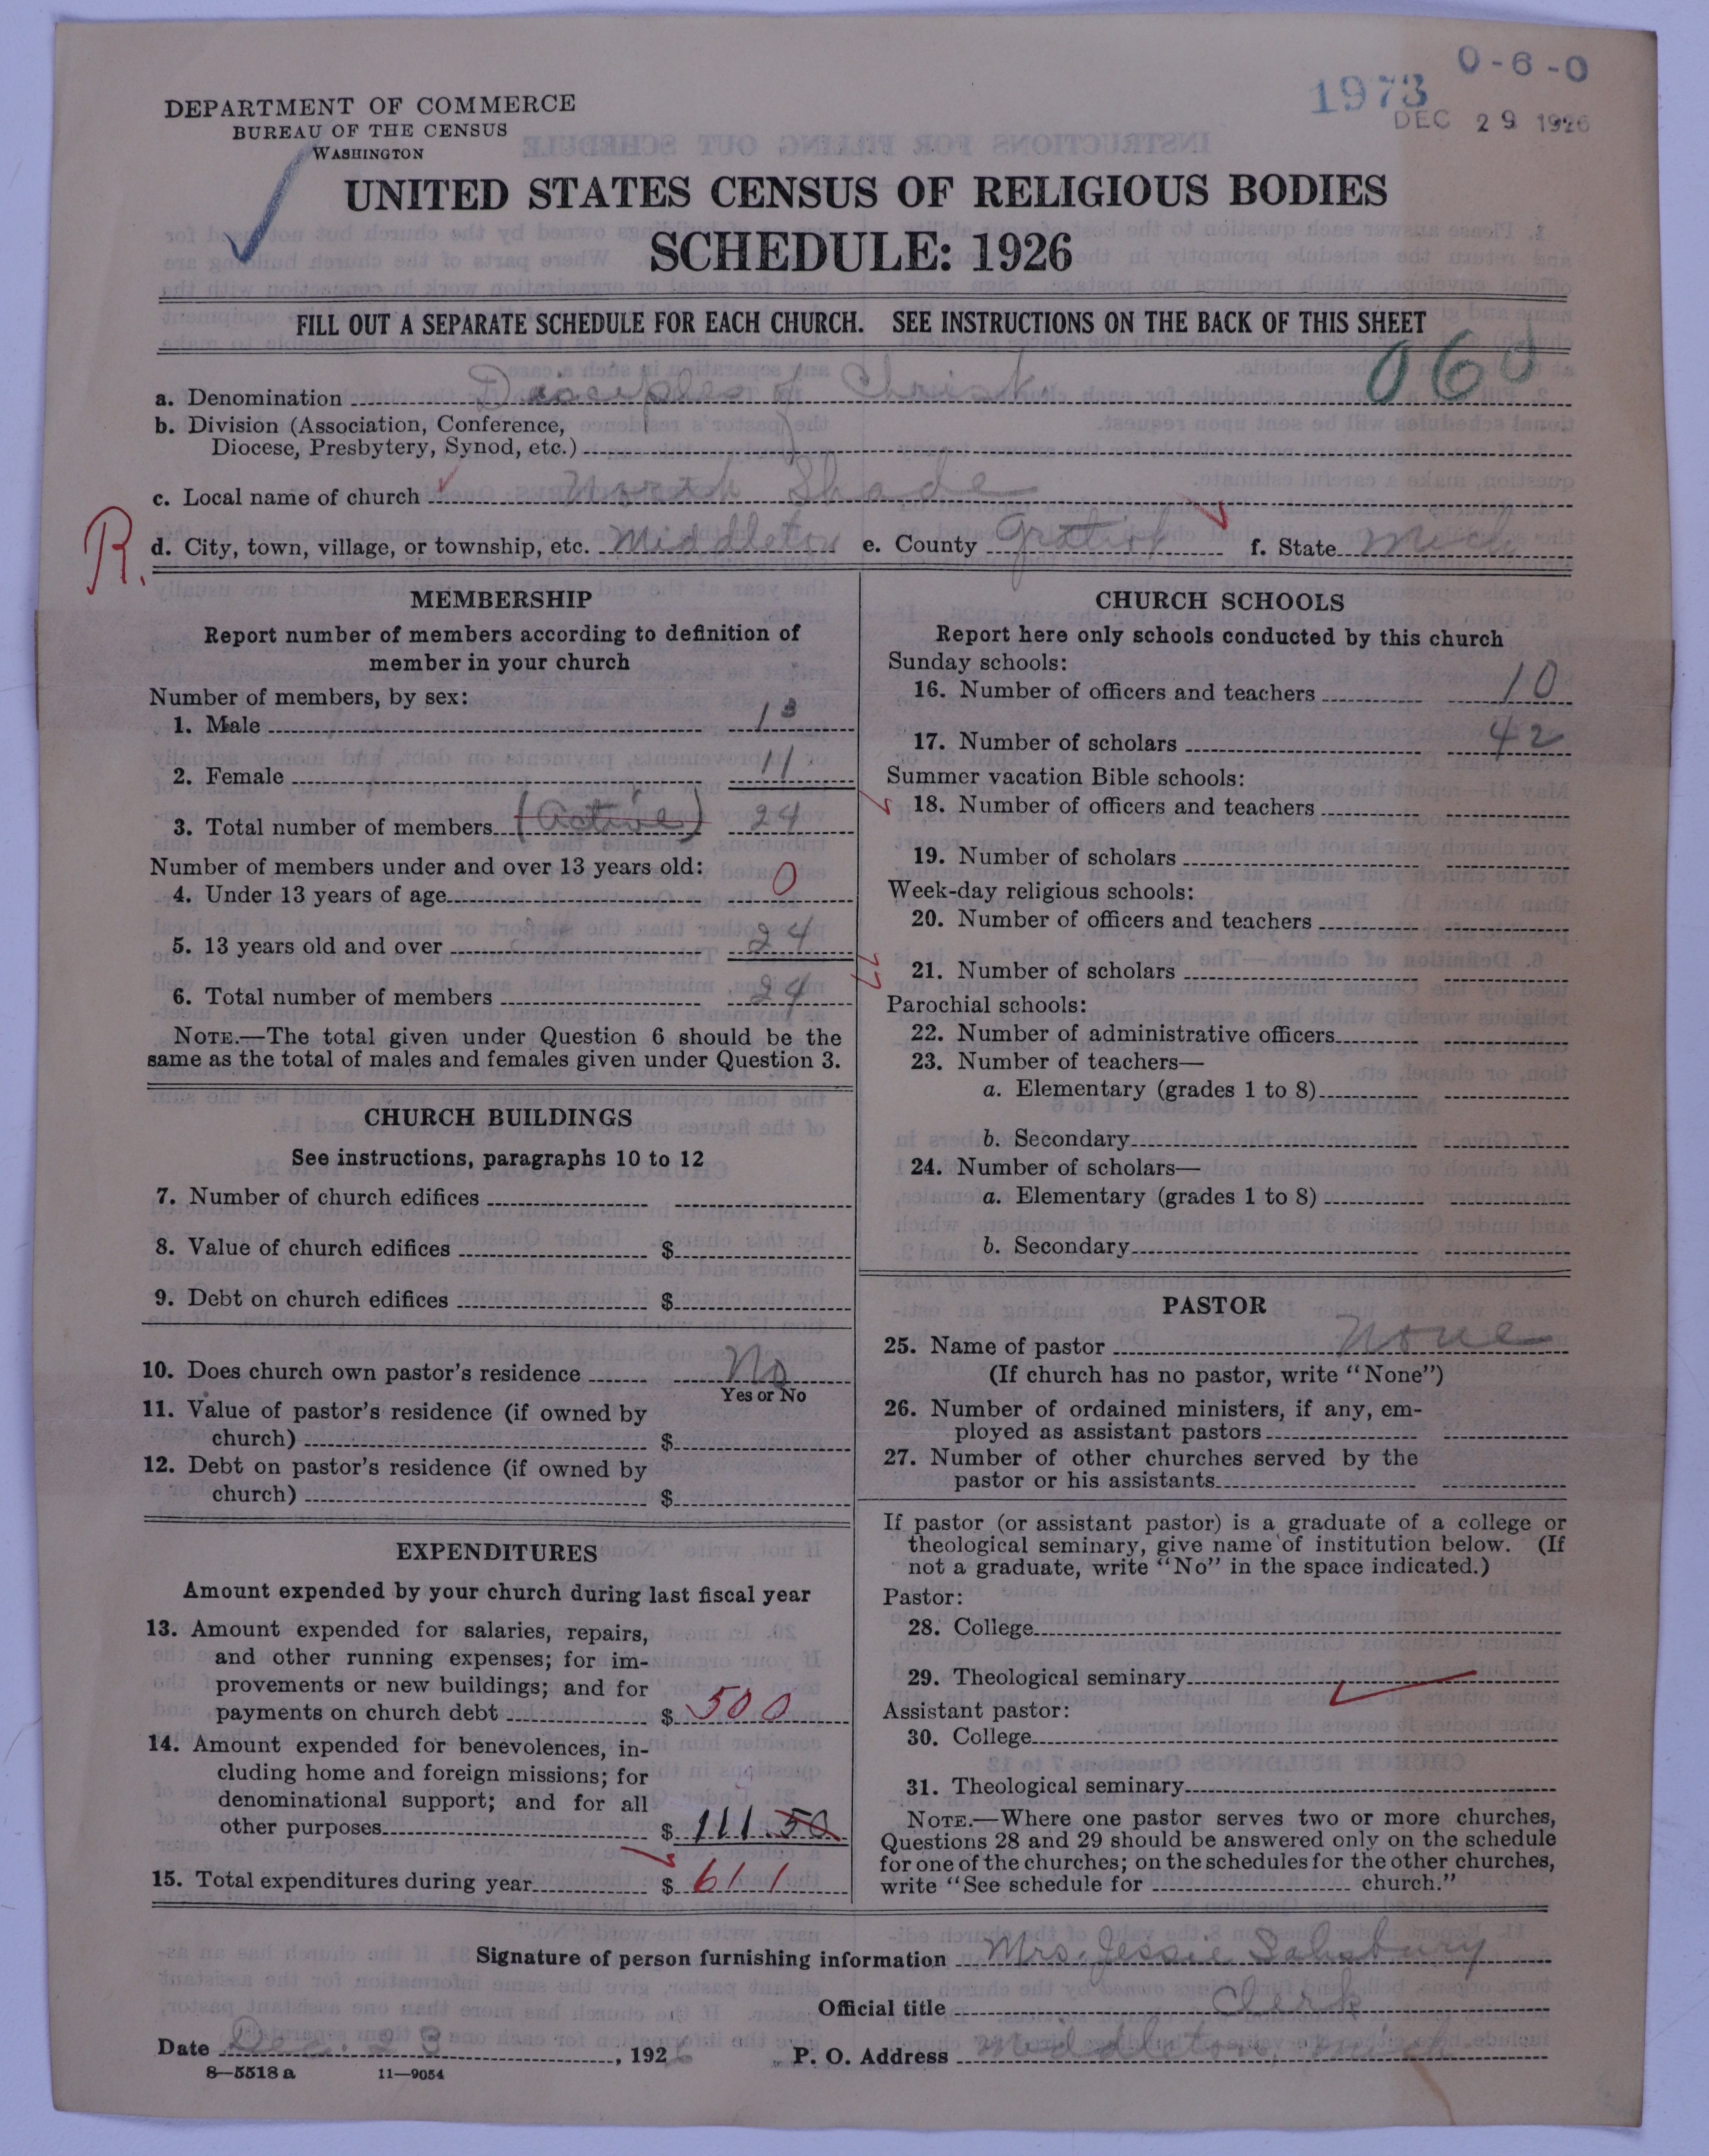 0-6-0
1973
DEC 29 1926
DEPARTMENT OF COMMERCE
BUREAU OF THE CENSUS
WASHINGTON
UNITED STATES CENSUS OF RELIGIOUS BODIES
SCHEDULE: 1926
FILL OUT A SEPARATE SCHEDULE FOR EACH CHURCH. SEE INSTRUCTIONS ON THE BACK OF THIS SHEET
060
a. Denomination Disciples of Christ
b. Division (Association, Conference,
Diocese, Presbytery, Synod, etc.)
c. Local name of church North Shade
R. d. City, town, village, or township, etc. Middleton e. County Gratiot f. State Mich
MEMBERSHIP
Report number of members according to definition of
member in your church
Number of members, by sex:
1. Male 13
2. Female 11
3. Total number of members (Active) 24
Number of members under and over 13 years old:
4. Under 13 years of age 0
5. 13 years old and over 24
6. Total number of members 24
NOTE.—The total given under Question 6 should be the
same as the total of males and females given under Question 3.
CHURCH BUILDINGS
See instructions, paragraphs 10 to 12
7. Number of church edifices
8. Value of church edifices $
9. Debt on church edifices $
10. Does church own pastor's residence No
Yes or No
11. Value of pastor's residence (if owned by
church) $
12. Debt on pastor's residence (if owned by
church) $
EXPENDITURES
Amount expended by your church during last fiscal year
13. Amount expended for salaries, repairs,
and other running expenses; for im-
provements or new buildings; and for
payments on church debt $ 500
14. Amount expended for benevolences, in-
cluding home and foreign missions; for
denominational support; and for all
other purposes $ 111.50
15. Total expenditures during year $ 611
CHURCH SCHOOLS
Report here only schools conducted by this church
Sunday schools:
16. Number of officers and teachers 10
17. Number of scholars 42
Summer vacation Bible schools:
18. Number of officers and teachers
19. Number of scholars
Week-day religious schools:
20. Number of officers and teachers
21. Number of scholars
Parochial schools:
22. Number of administrative officers
23. Number of teachers—
a. Elementary (grades 1 to 8)
b. Secondary
24. Number of scholars—
a. Elementary (grades 1 to 8)
b. Secondary
PASTOR
25. Name of pastor None
(If church has no pastor, write "None")
26. Number of ordained ministers, if any, em-
ployed as assistant pastors
27. Number of other churches served by the
pastor or his assistants
If pastor (or assistant pastor) is a graduate of a college or
theological seminary, give name of institution below. (If
not a graduate, write "No" in the space indicated.)
Pastor:
28. College
29. Theological seminary
Assistant pastor:
30. College
31. Theological seminary
NOTE.—Where one pastor serves two or more churches,
Questions 28 and 29 should be answered only on the schedule
for one of the churches; on the schedules for the other churches,
write "See schedule for church."
Signature of person furnishing information Mrs. Jessie Salisbury
Official title Clerk
Date Dec. 28, 1926 P. O. Address Middleton, Mich
8—5518 a 11—9054